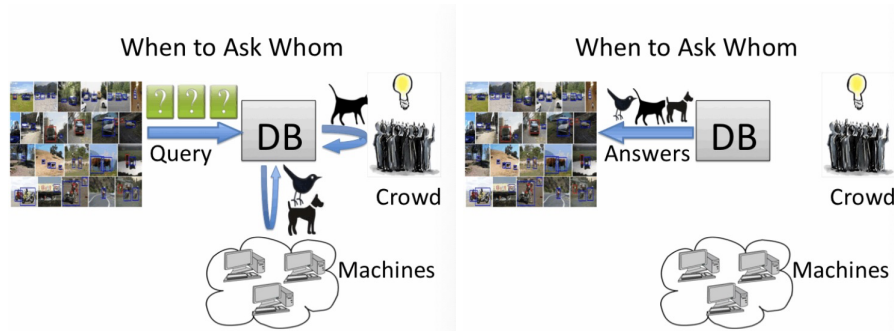 When to Ask Whom
? ? ?
DB
Query
Crowd
Machines
When to Ask Whom
DB
Answers
Crowd
Machines